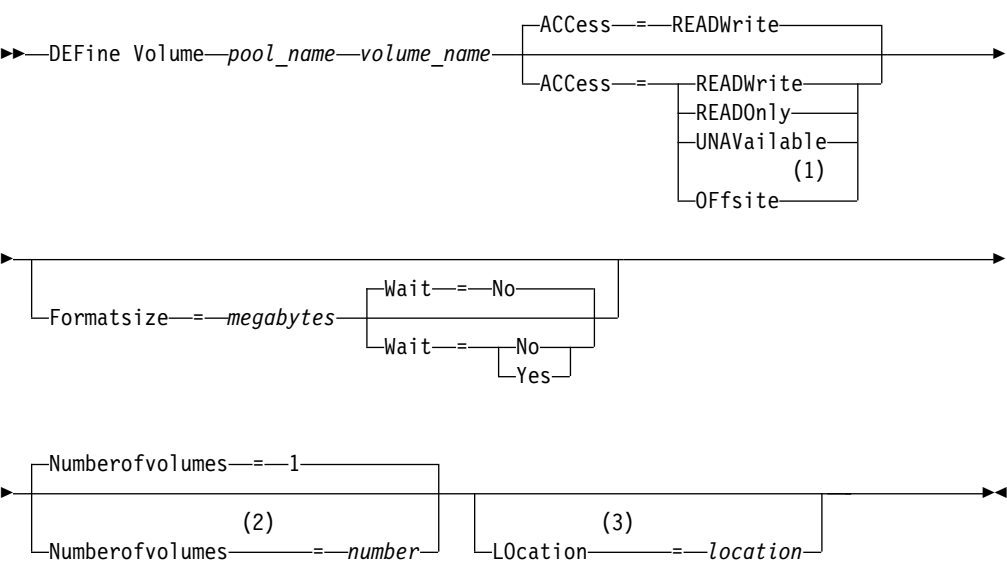 ACCess = READWrite
DEFine Volume pool_name volume_name
ACCess = READWrite
READOnly
UNAVailable
(1)
OFfsite
Wait = No
Formatsize = megabytes
Wait = No
Yes
Numberofvolumes = 1
(2) (3)
Numberofvolumes = number LOcation = location